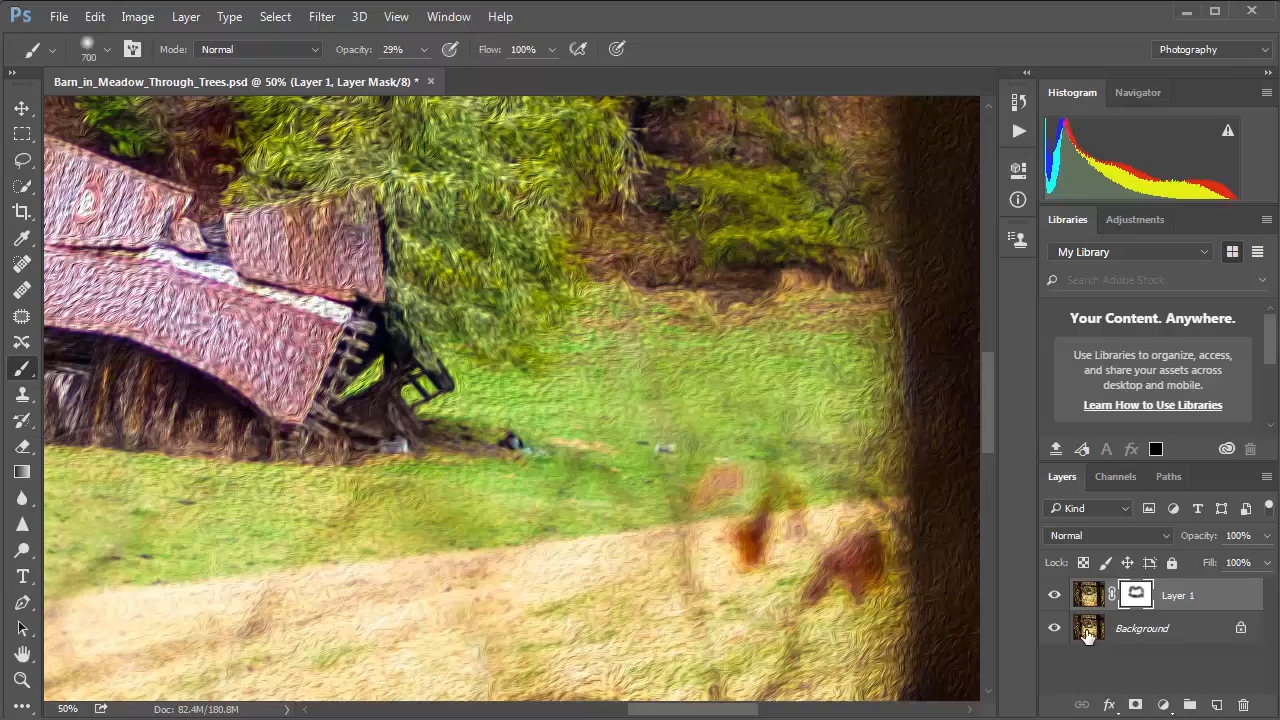 Ps File Edit Image Layer Type Select Filter 3D View Window Help
700 Mode: Normal Opacity: 29% Flow: 100% Photography
Barn_in_Meadow_Through_Trees.psd @ 50% (Layer 1, Layer Mask/8) *
Histogram Navigator
Libraries Adjustments
My Library
Search Adobe Stock
Your Content. Anywhere.
Use Libraries to organize, access,
and share your assets across
desktop and mobile.
Learn How to Use Libraries
A fx
Layers Channels Paths
Kind T
Normal Opacity: 100%
Lock: Fill: 100%
Layer 1
Background
fx
50% Doc: 82.4M/180.8M